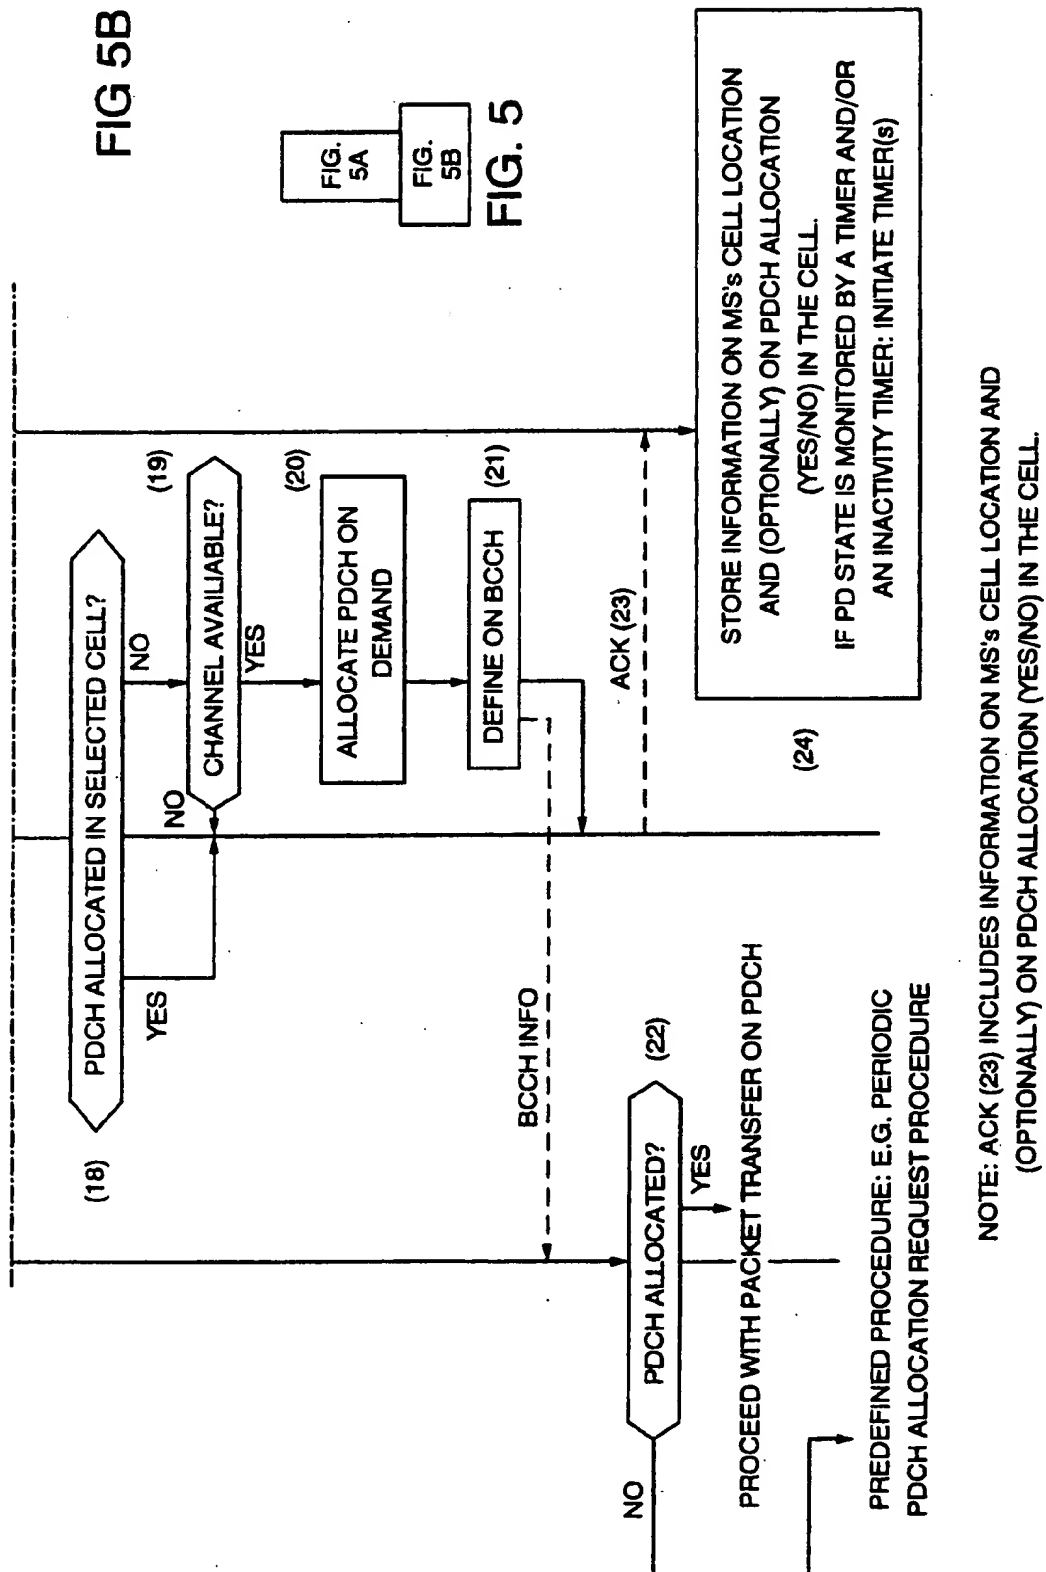 FIG 5B
FIG.
5A
FIG.
5B
FIG. 5
(18)
PDCH ALLOCATED IN SELECTED CELL?
YES
NO
(19)
NO
CHANNEL AVAILIABLE?
YES
(20)
ALLOCATE PDCH ON
DEMAND
(21)
DEFINE ON BCCH
BCCH INFO
PDCH ALLOCATED?
(22)
NO
YES
PROCEED WITH PACKET TRANSFER ON PDCH
PREDEFINED PROCEDURE: E.G. PERIODIC
PDCH ALLOCATION REQUEST PROCEDURE
ACK (23)
(24)
STORE INFORMATION ON MS's CELL LOCATION
AND (OPTIONALLY) ON PDCH ALLOCATION
(YES/NO) IN THE CELL.
IF PD STATE IS MONITORED BY A TIMER AND/OR
AN INACTIVITY TIMER: INITIATE TIMER(s)
NOTE: ACK (23) INCLUDES INFORMATION ON MS's CELL LOCATION AND
(OPTIONALLY) ON PDCH ALLOCATION (YES/NO) IN THE CELL.